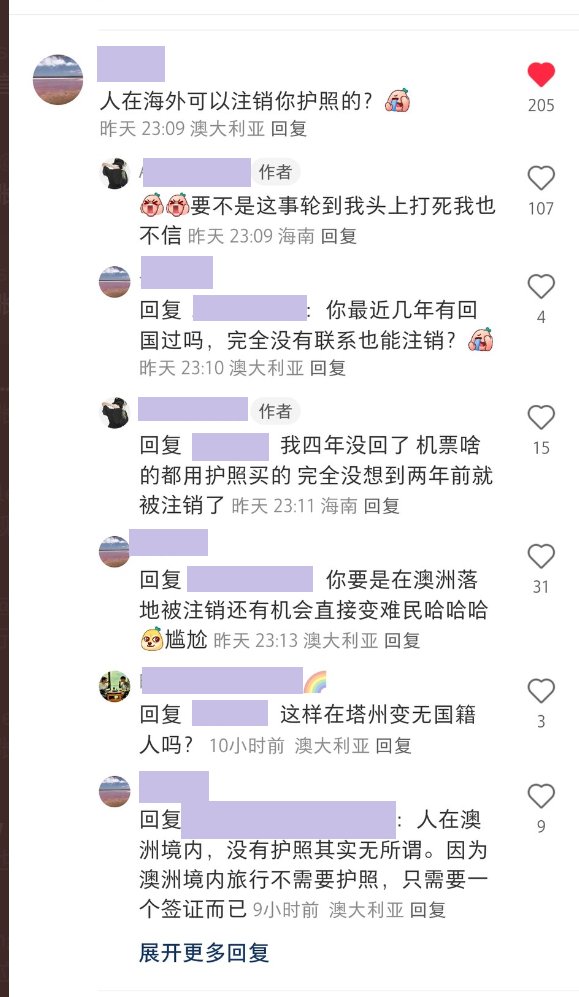 人在海外可以注销你护照的？
昨天 23:09 澳大利亚 回复
205
作者
要不是这事轮到我头上打死我也
不信 昨天 23:09 海南 回复
107
回复 ：你最近几年有回
国过吗，完全没有联系也能注销？
昨天 23:10 澳大利亚 回复
4
作者
回复 我四年没回了 机票啥
的都用护照买的 完全没想到两年前就
被注销了 昨天 23:11 海南 回复
15
回复 你要是在澳洲落
地被注销还有机会直接变难民哈哈哈
尴尬 昨天 23:13 澳大利亚 回复
31
回复 这样在塔州变无国籍
人吗？ 10小时前 澳大利亚 回复
3
回复 ：人在澳
洲境内，没有护照其实无所谓。因为
澳洲境内旅行不需要护照，只需要一
个签证而已 9小时前 澳大利亚 回复
9
展开更多回复